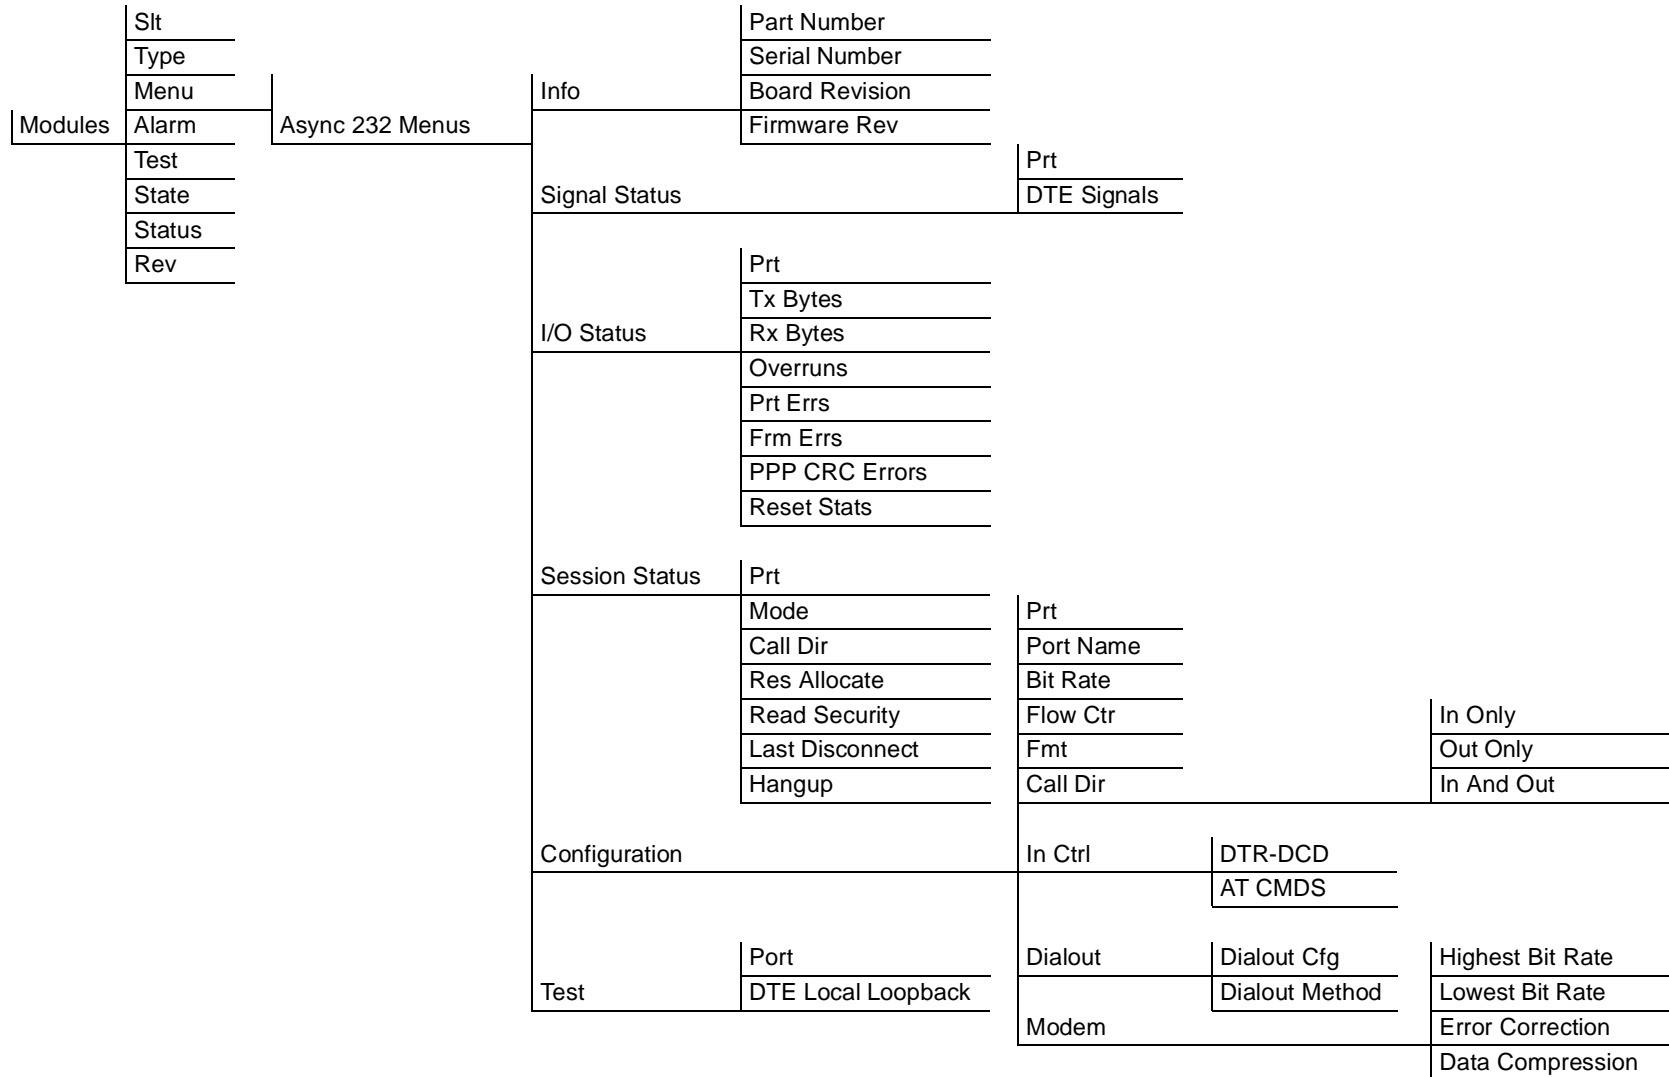 Modules
Slt
Type
Menu
Alarm
Test
State
Status
Rev
Async 232 Menus
Info
Part Number
Serial Number
Board Revision
Firmware Rev
Signal Status
Prt
DTE Signals
I/O Status
Prt
Tx Bytes
Rx Bytes
Overruns
Prt Errs
Frm Errs
PPP CRC Errors
Reset Stats
Session Status
Prt
Mode
Call Dir
Res Allocate
Read Security
Last Disconnect
Hangup
Configuration
Prt
Port Name
Bit Rate
Flow Ctr
Fmt
Call Dir
In Only
Out Only
In And Out
In Ctrl
DTR-DCD
AT CMDS
Dialout
Dialout Cfg
Dialout Method
Modem
Highest Bit Rate
Lowest Bit Rate
Error Correction
Data Compression
Test
Port
DTE Local Loopback